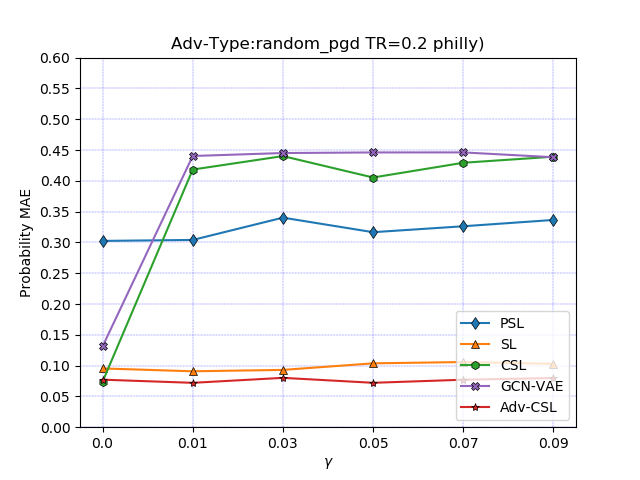 Adv-Type:random_pgd TR=0.2 philly)
Probability MAE
0.60
0.55
0.50
0.45
0.40
0.35
0.30
0.25
0.20
0.15
0.10
0.05
0.00
0.0 0.01 0.03 0.05 0.07 0.09
γ
PSL
SL
CSL
GCN-VAE
Adv-CSL